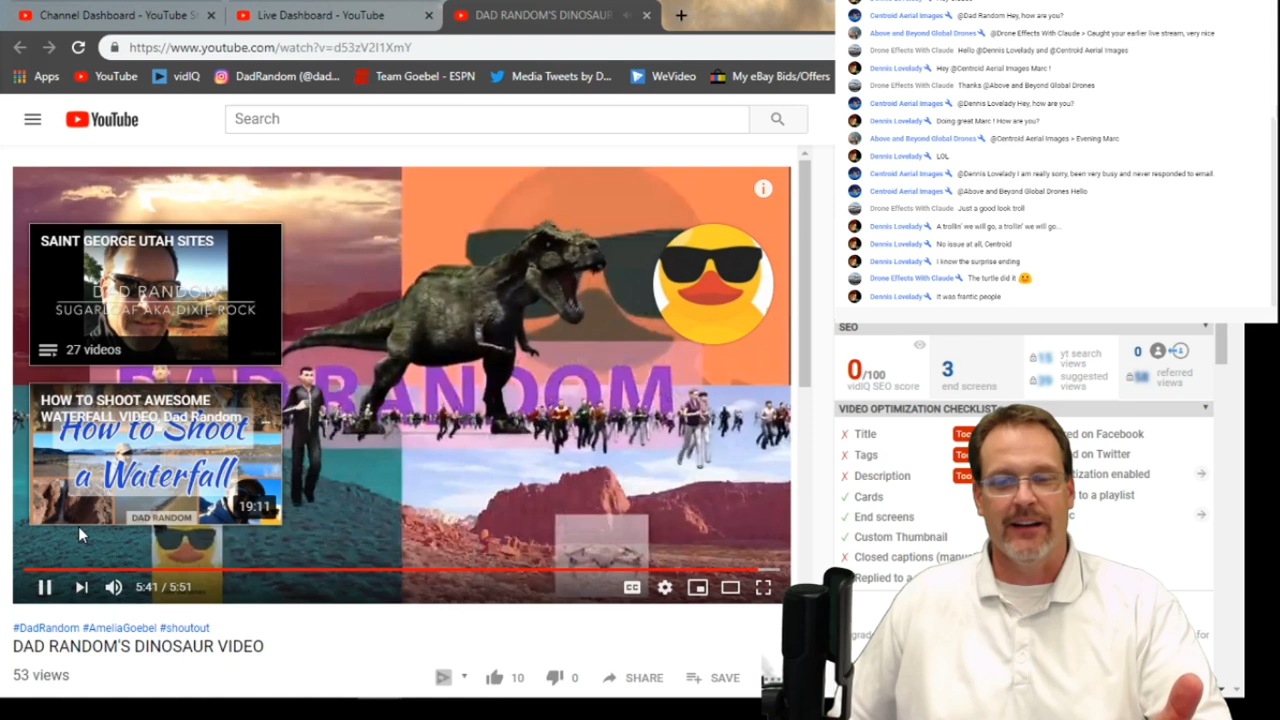 Channel Dashboard - YouTube S
Live Dashboard - YouTube
DAD RANDOM'S DINOSAUR
https://www.youtube.com/watch?v=d53zV2I1XmY
Apps
YouTube
vidIQ
Tom Goebel - ESPN
Media Tweets by D...
WeVideo
My eBay Bids/Offers
YouTube
Search
SAINT GEORGE UTAH SITES
DAD RANDOM
SUGARLOAF AKA DIXIE ROCK
27 videos
HOW TO SHOOT AWESOME
WATERFALL VIDEO, Dad Random
How to Shoot
a Waterfall
DAD RANDOM
19:11
DAD RANDOM
5:41 / 5:51
CC
#DadRandom #AmeliaGoebel #shoutout
DAD RANDOM'S DINOSAUR VIDEO
53 views
10
0
SHARE
SAVE
Centroid Aerial Images @Dad Random Hey, how are you?
Above and Beyond Global Drones @Drone Effects With Claude > Caught your earlier live stream, very nice
Drone Effects With Claude Hello @Dennis Lovelady and @Centroid Aerial Images
Dennis Lovelady Hey @Centroid Aerial Images Marc !
Drone Effects With Claude Thanks @Above and Beyond Global Drones
Centroid Aerial Images @Dennis Lovelady Hey, how are you?
Dennis Lovelady Doing great Marc ! How are you?
Above and Beyond Global Drones @Centroid Aerial Images > Evening Marc
Dennis Lovelady LOL
Centroid Aerial Images @Dennis Lovelady I am really sorry, been very busy and never responded to email.
Centroid Aerial Images @Above and Beyond Global Drones Hello
Drone Effects With Claude Just a good look troll
Dennis Lovelady A trollin' we will go, a trollin' we will go...
Dennis Lovelady No issue at all, Centroid
Dennis Lovelady I know the surprise ending
Drone Effects With Claude The turtle did it
Dennis Lovelady It was frantic people
SEO
0/100
vidIQ SEO score
3
end screens
yt search
views
suggested
views
0
referred
views
VIDEO OPTIMIZATION CHECKLIST
Title
Tags
Description
Cards
End screens
Custom Thumbnail
Closed captions (manu
Replied to a
ed on Facebook
ed on Twitter
tization enabled
to a playlist